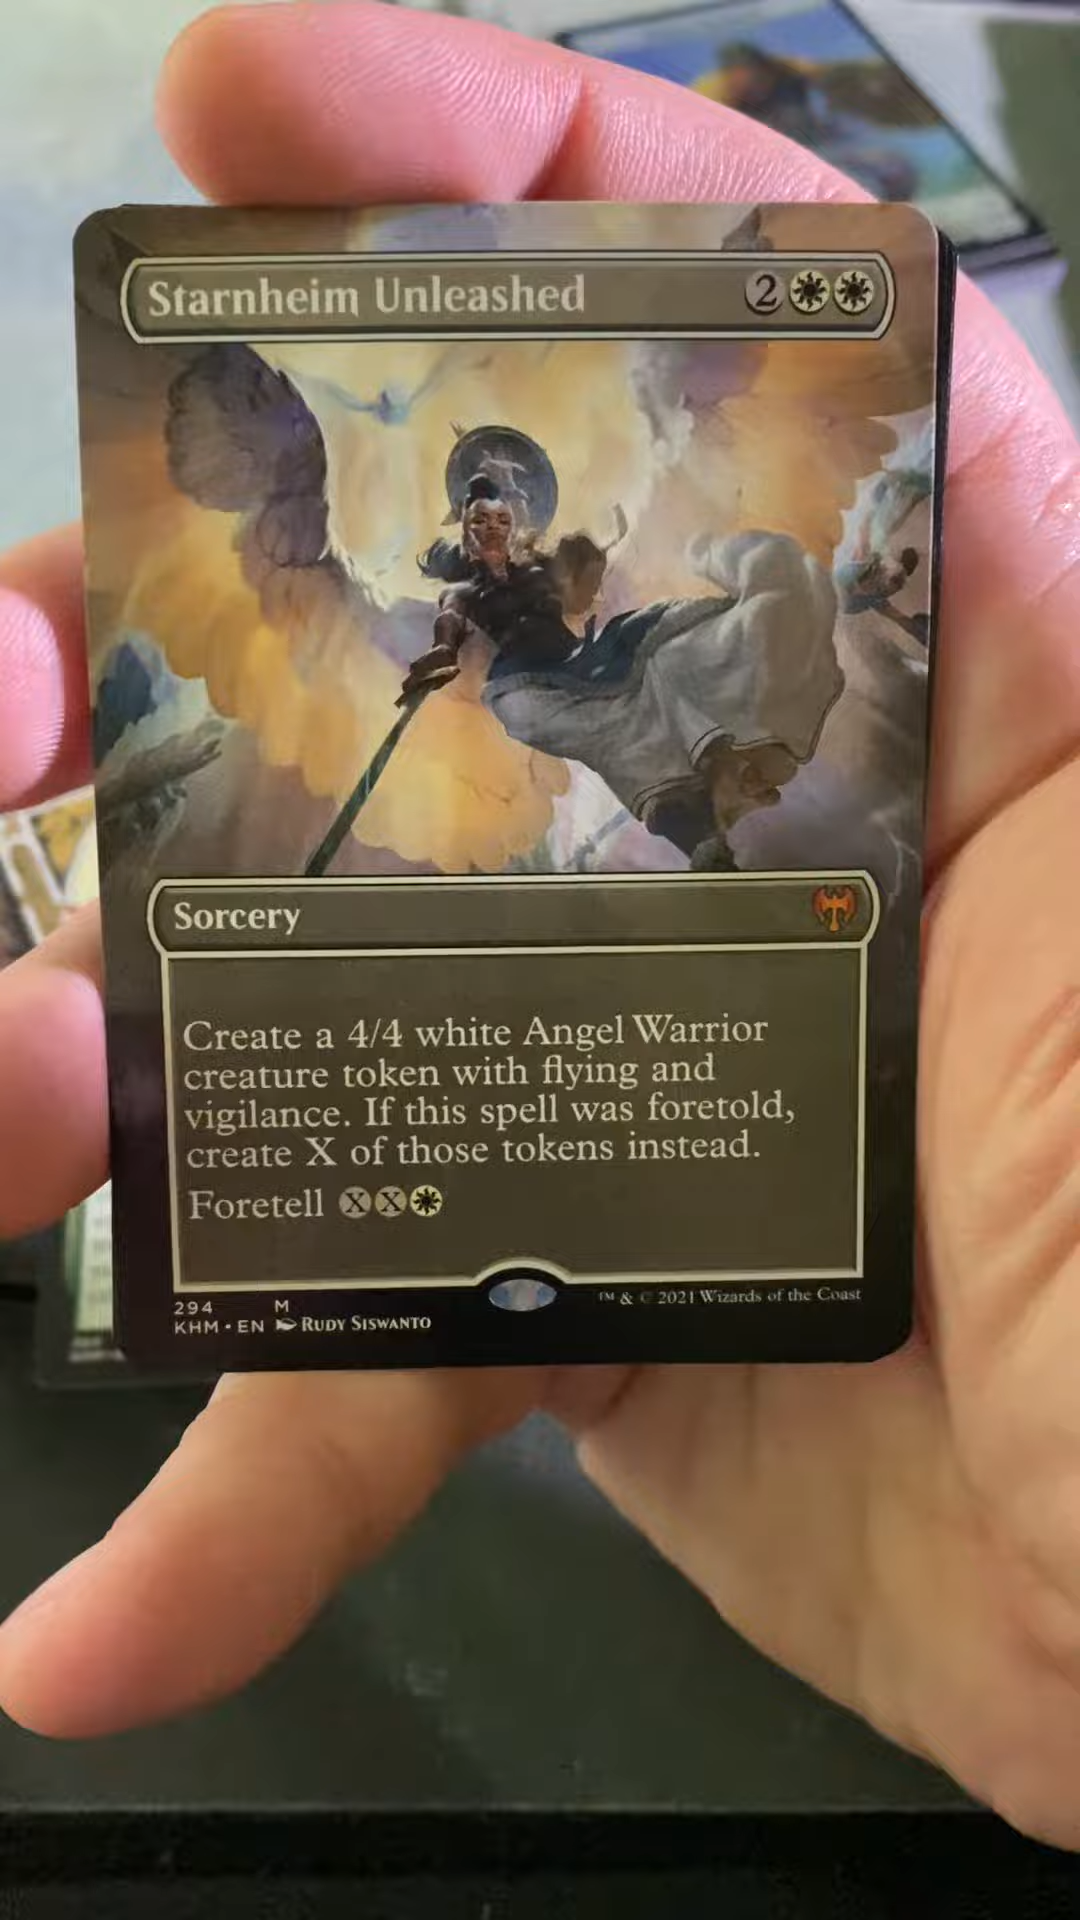 Starnheim Unleashed 2
Sorcery
Create a 4/4 white Angel Warrior
creature token with flying and
vigilance. If this spell was foretold,
create X of those tokens instead.
Foretell X X
294 M
KHM • EN RUDY SISWANTO
™ & © 2021 Wizards of the Coast